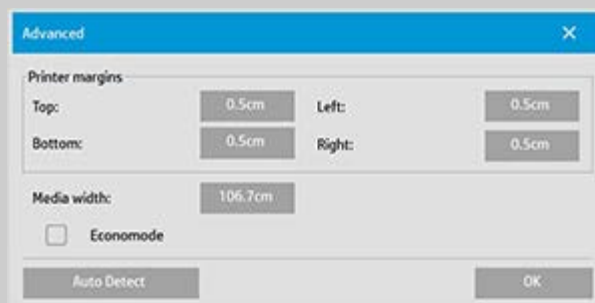 Advanced
Printer margins
Top: 0.5cm Left: 0.5cm
Bottom: 0.5cm Right: 0.5cm
Media width: 106.7cm
Economode
Auto Detect OK